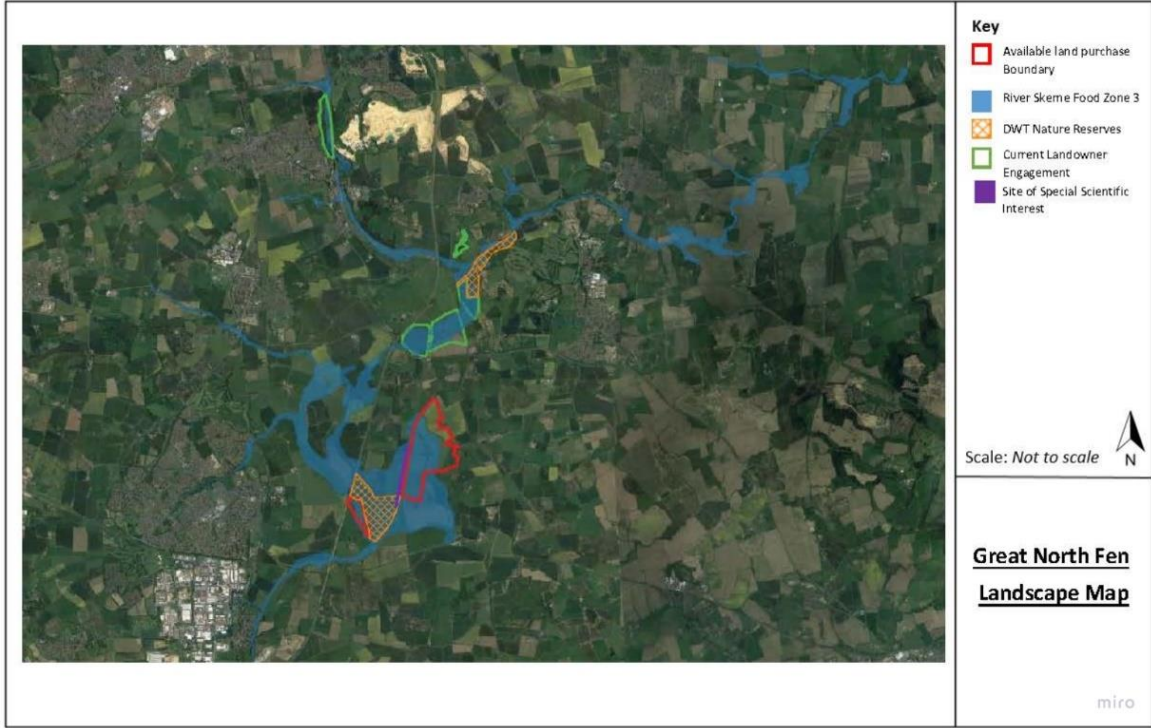 Key
Available land purchase
Boundary
River Skerne Food Zone 3
DWT Nature Reserves
Current Landowner
Engagement
Site of Special Scientific
Interest
Scale: Not to scale
N
Great North Fen
Landscape Map
miro